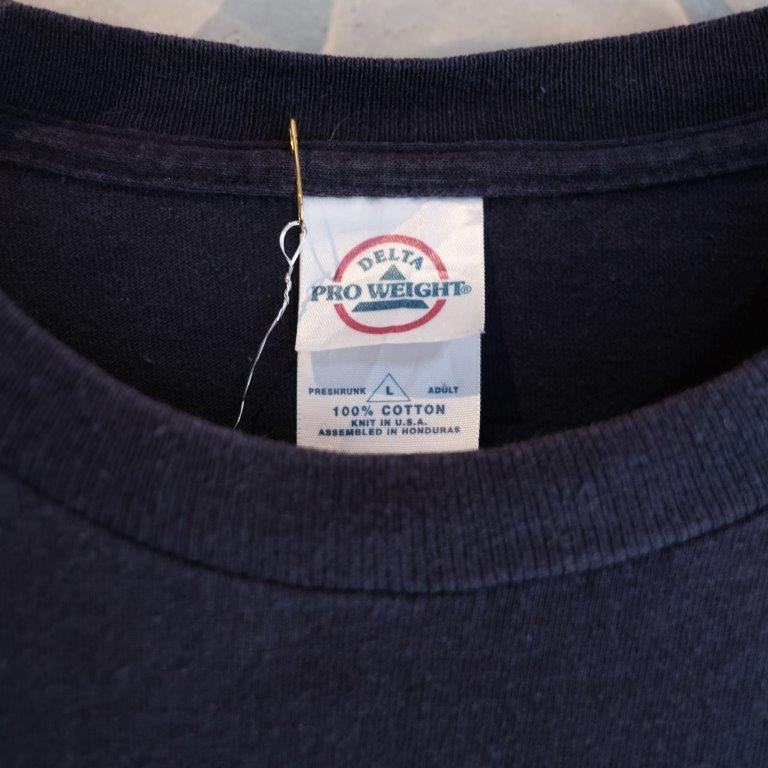 DELTA
PRO WEIGHT®
PRESHRUNK L ADULT
100% COTTON
KNIT IN U.S.A.
ASSEMBLED IN HONDURAS